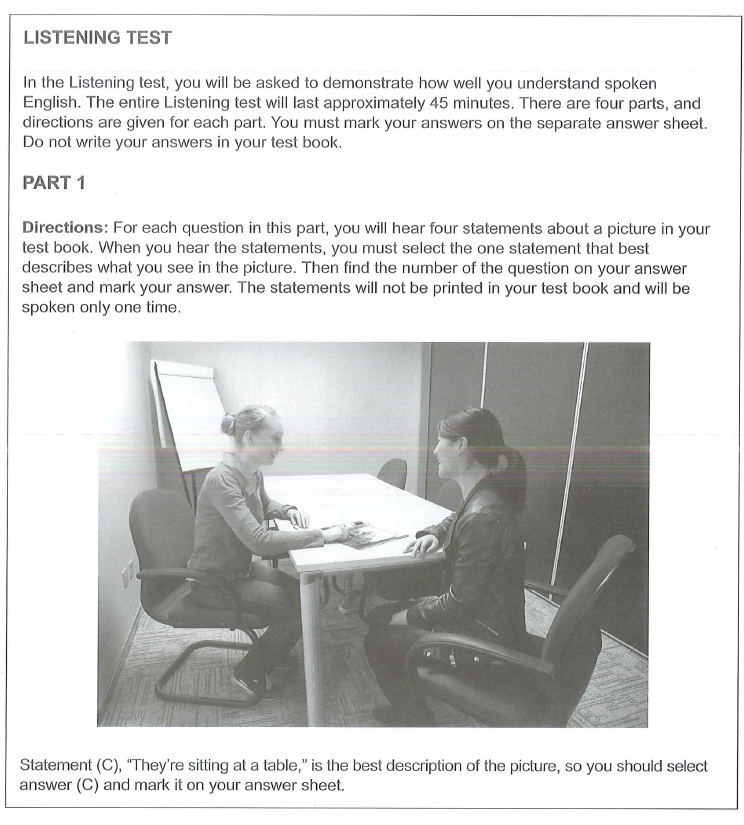 LISTENING TEST
In the Listening test, you will be asked to demonstrate how well you understand spoken
English. The entire Listening test will last approximately 45 minutes. There are four parts, and
directions are given for each part. You must mark your answers on the separate answer sheet.
Do not write your answers in your test book.
PART 1
Directions: For each question in this part, you will hear four statements about a picture in your
test book. When you hear the statements, you must select the one statement that best
describes what you see in the picture. Then find the number of the question on your answer
sheet and mark your answer. The statements will not be printed in your test book and will be
spoken only one time.
Statement (C), “They’re sitting at a table,” is the best description of the picture, so you should select
answer (C) and mark it on your answer sheet.